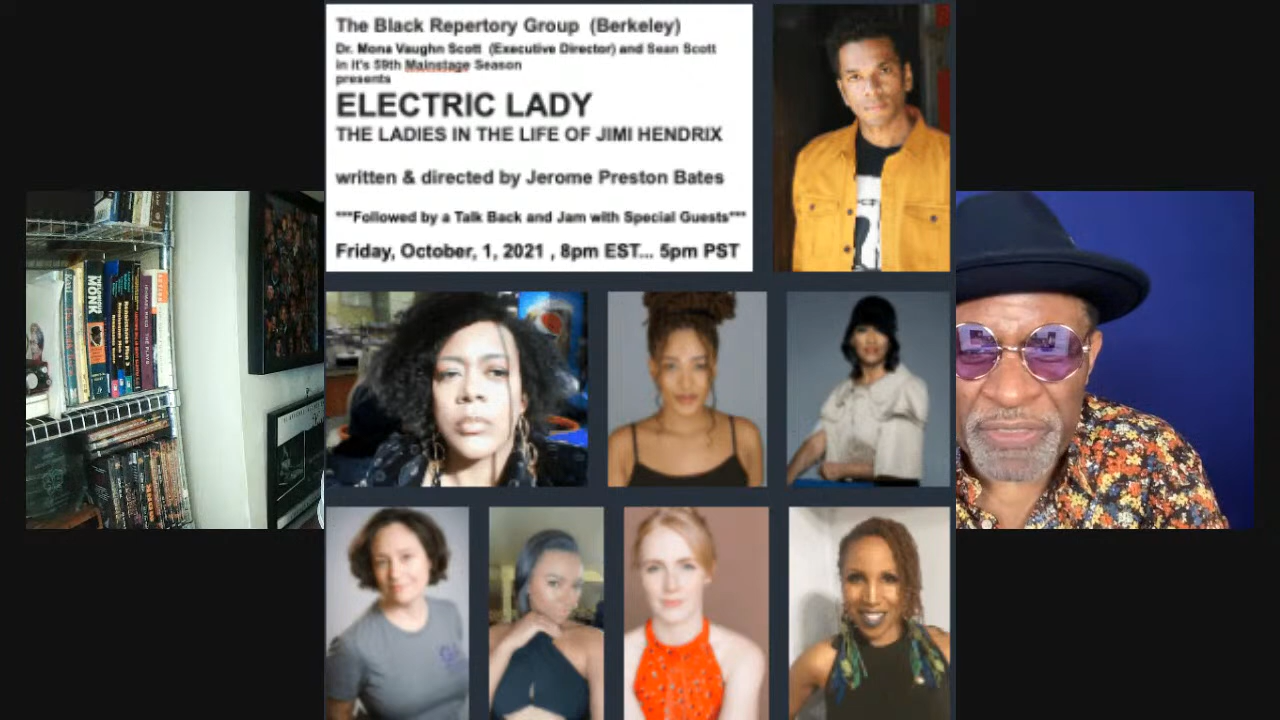 The Black Repertory Group (Berkeley)
Dr. Mona Vaughn Scott (Executive Director) and Sean Scott
in it's 59th Mainstage Season
presents
ELECTRIC LADY
THE LADIES IN THE LIFE OF JIMI HENDRIX
written & directed by Jerome Preston Bates
***Followed by a Talk Back and Jam with Special Guests***
Friday, October, 1, 2021 , 8pm EST... 5pm PST
MONK